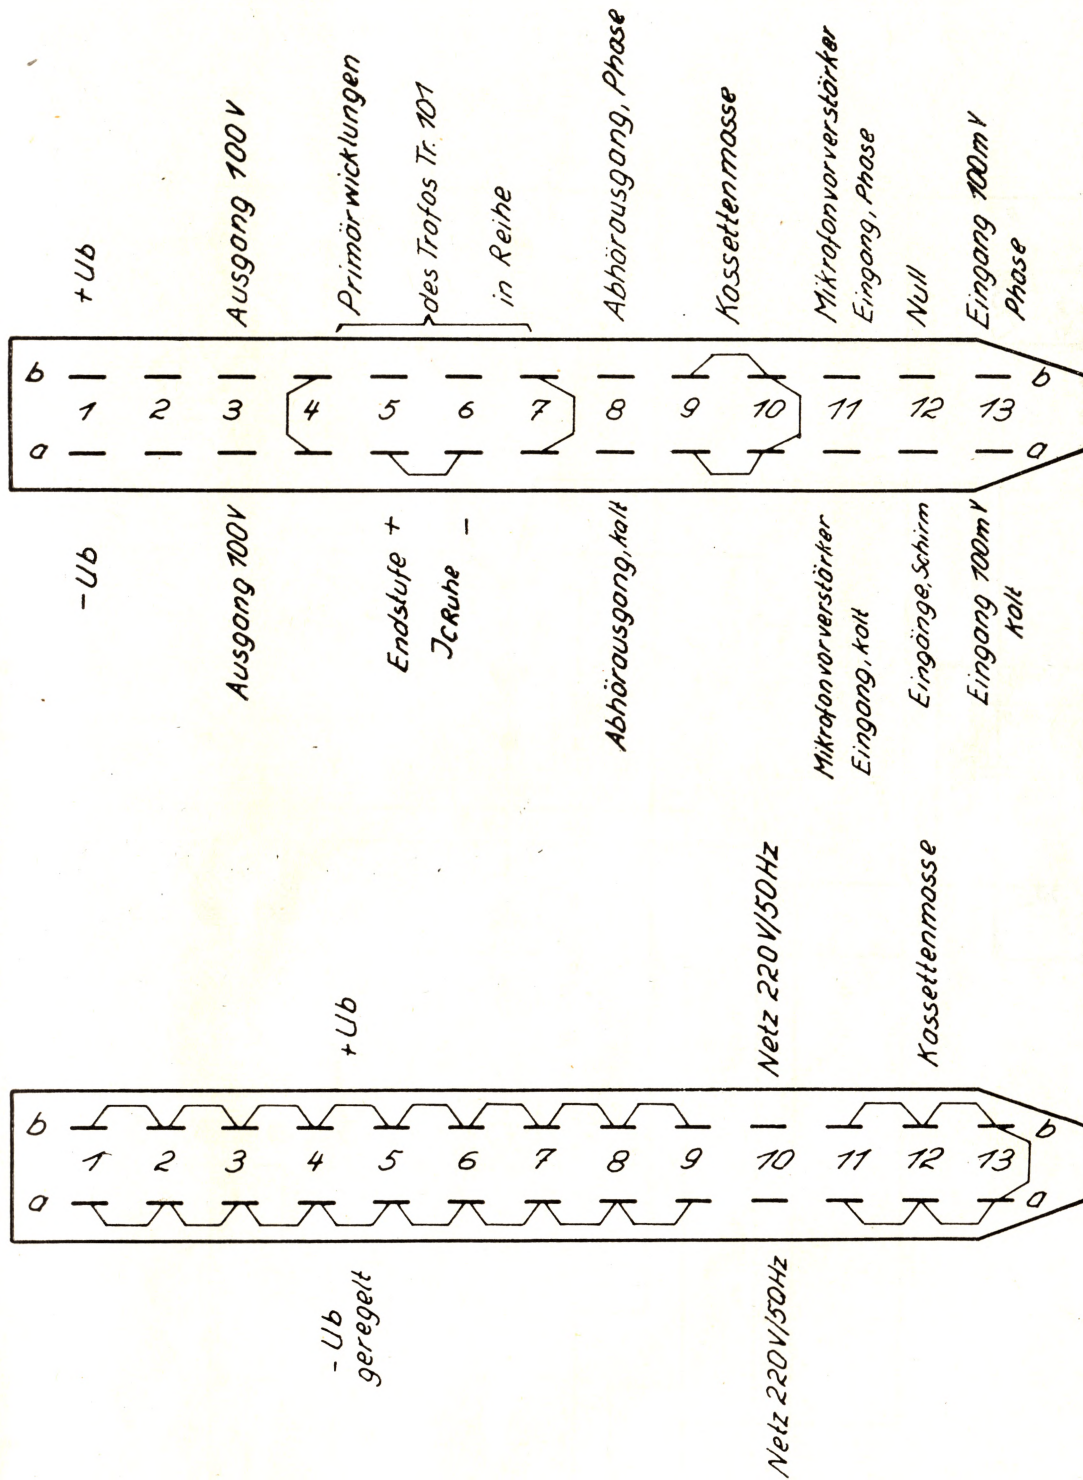 +Ub
Ausgang 100V
Primärwicklungen
des Trafos Tr. 101
in Reihe
Abhörausgang, Phase
Kassettenmasse
Mikrofonvorverstärker
Eingang, Phase
Null
Eingang 100mV
Phase
b
b
1
2
3
4
5
6
7
8
9
10
11
12
13
a
a
-Ub
Ausgang 100V
Endstufe +
JcRuhe -
Abhörausgang, kalt
Mikrofonvorverstärker
Eingang, kalt
Eingänge, Schirm
Eingang 100mV
kalt
+Ub
Netz 220V/50Hz
Kassettenmasse
b
b
1
2
3
4
5
6
7
8
9
10
11
12
13
a
a
-Ub
geregelt
Netz 220V/50Hz